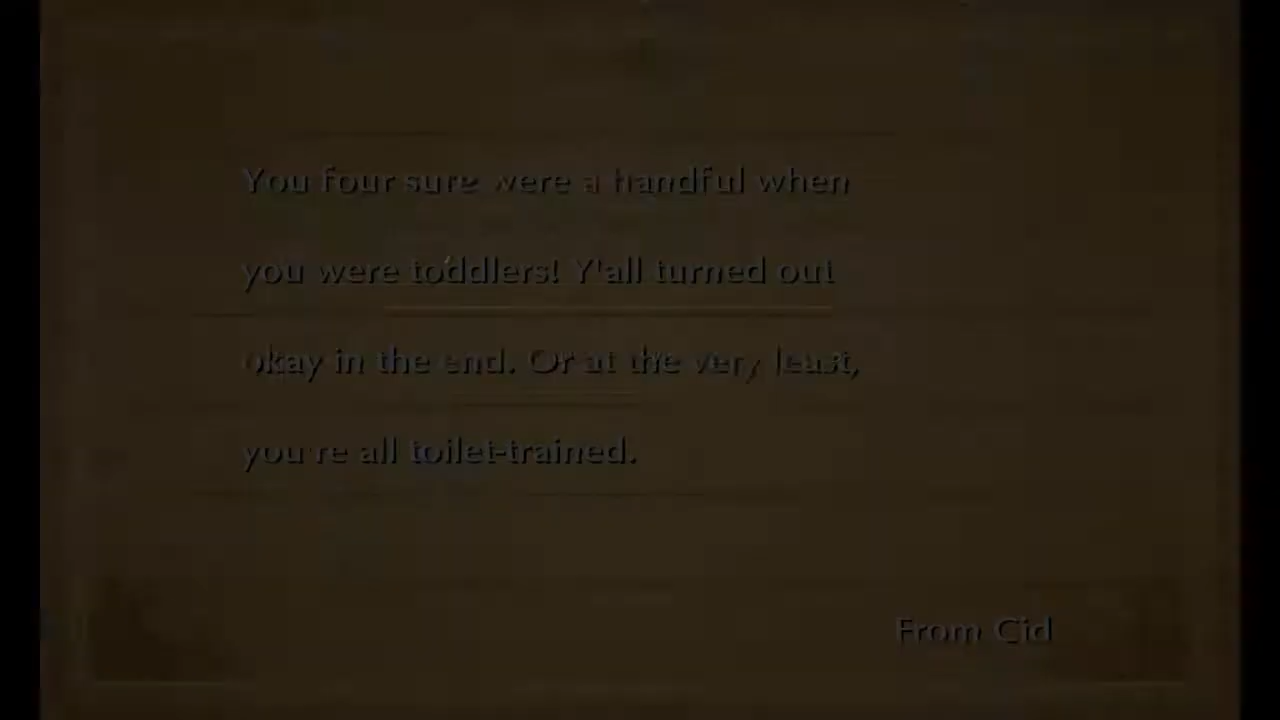 You four sure were a handful when
you were toddlers! Y'all turned out
okay in the end. Or at the very least,
you're all toilet-trained.
From Cid